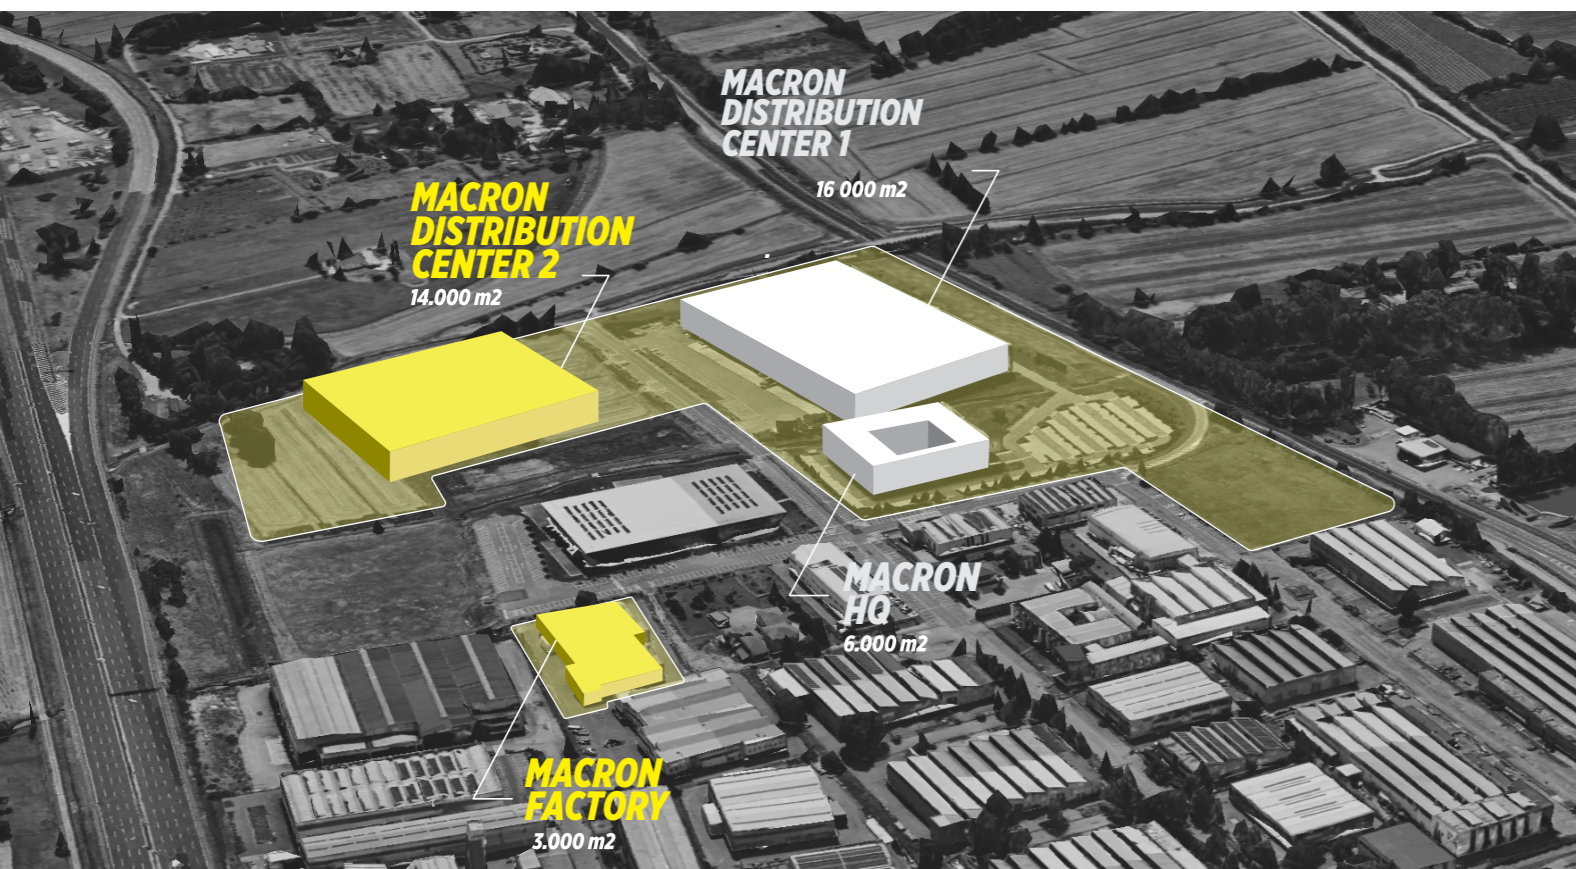 MACRON
DISTRIBUTION
CENTER 1
16 000 m2
MACRON
DISTRIBUTION
CENTER 2
14.000 m2
MACRON
HQ
6.000 m2
MACRON
FACTORY
3.000 m2